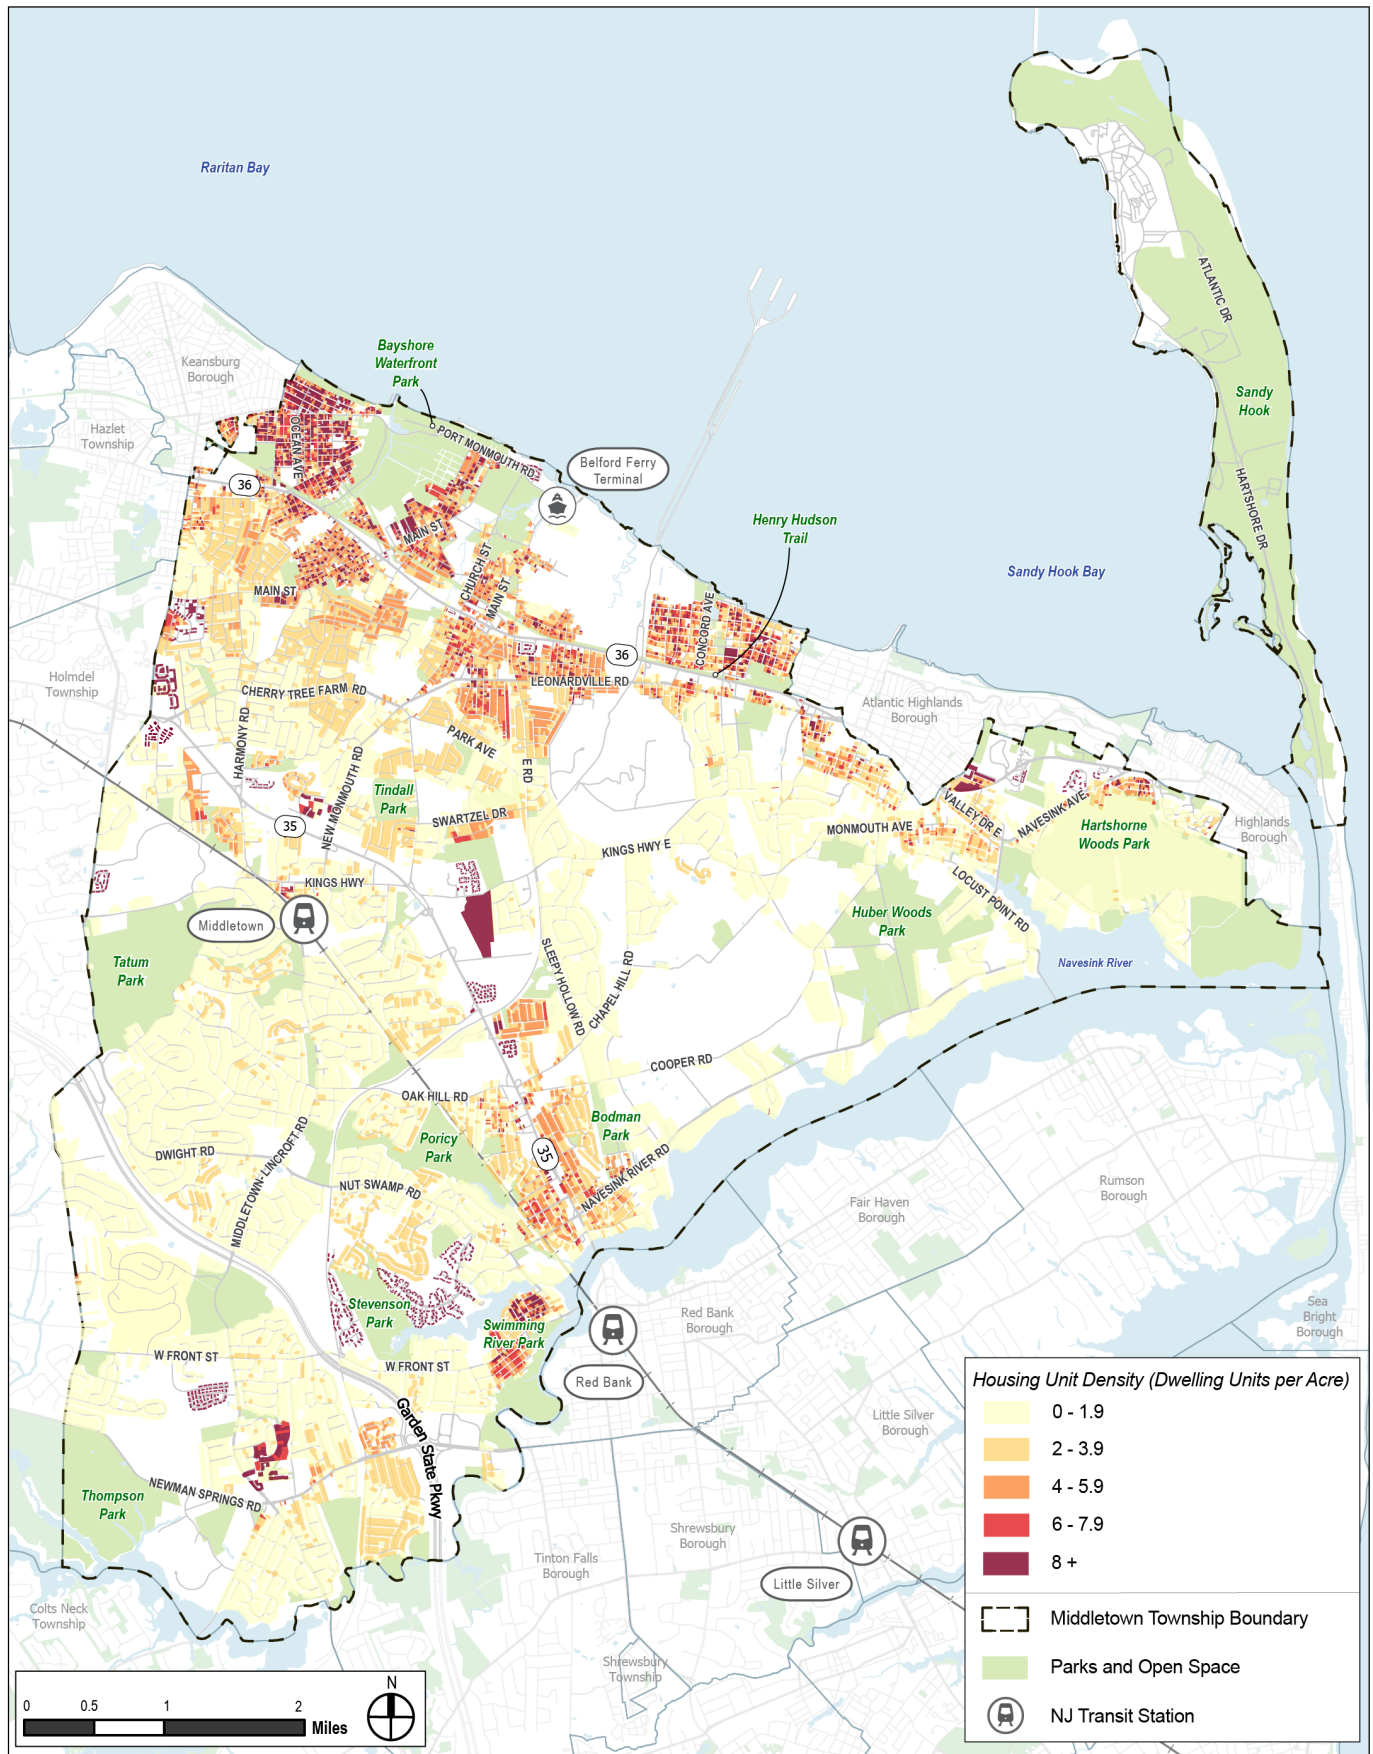 Raritan Bay
ATLANTIC DR
Keansburg
Borough
Bayshore
Waterfront
Park
Sandy
Hook
Hazlet
Township
OCEAN AVE
PORT MONMOUTH RD
Belford Ferry
Terminal
36
HARTSHORE DR
Henry Hudson
Trail
MAIN ST
CHURCH ST
MAIN ST
Sandy Hook Bay
MAIN ST
CONCORD AVE
36
LEONARDVILLE RD
Holmdel
Township
CHERRY TREE FARM RD
Atlantic Highlands
Borough
HARMONY RD
PARK AVE
NEW MONMOUTH RD
E RD
Tindall
Park
SWARTZEL DR
35
VALLEY DR E
NAVESINK AVE
MONMOUTH AVE
Hartshorne
Woods Park
Highlands
Borough
KINGS HWY E
KINGS HWY
LOCUST POINT RD
Middletown
Huber Woods
Park
Tatum
Park
SLEEPY HOLLOW RD
CHAPEL HILL RD
Navesink River
COOPER RD
OAK HILL RD
Bodman
Park
Poricy
Park
35
DWIGHT RD
MIDDLETOWN-LINCROFT RD
NUT SWAMP RD
NAVESINK RIVER RD
Rumson
Borough
Fair Haven
Borough
Stevenson
Park
Swimming
River Park
Red Bank
Borough
Sea
Bright
Borough
W FRONT ST
W FRONT ST
Red Bank
Garden State Pkwy
Little Silver
Borough
NEWMAN SPRINGS RD
Thompson
Park
Shrewsbury
Borough
Tinton Falls
Borough
Little Silver
Colts Neck
Township
Shrewsbury
Township
Housing Unit Density (Dwelling Units per Acre)
0 - 1.9
2 - 3.9
4 - 5.9
6 - 7.9
8 +
Middletown Township Boundary
Parks and Open Space
NJ Transit Station
0 0.5 1 2
Miles
N